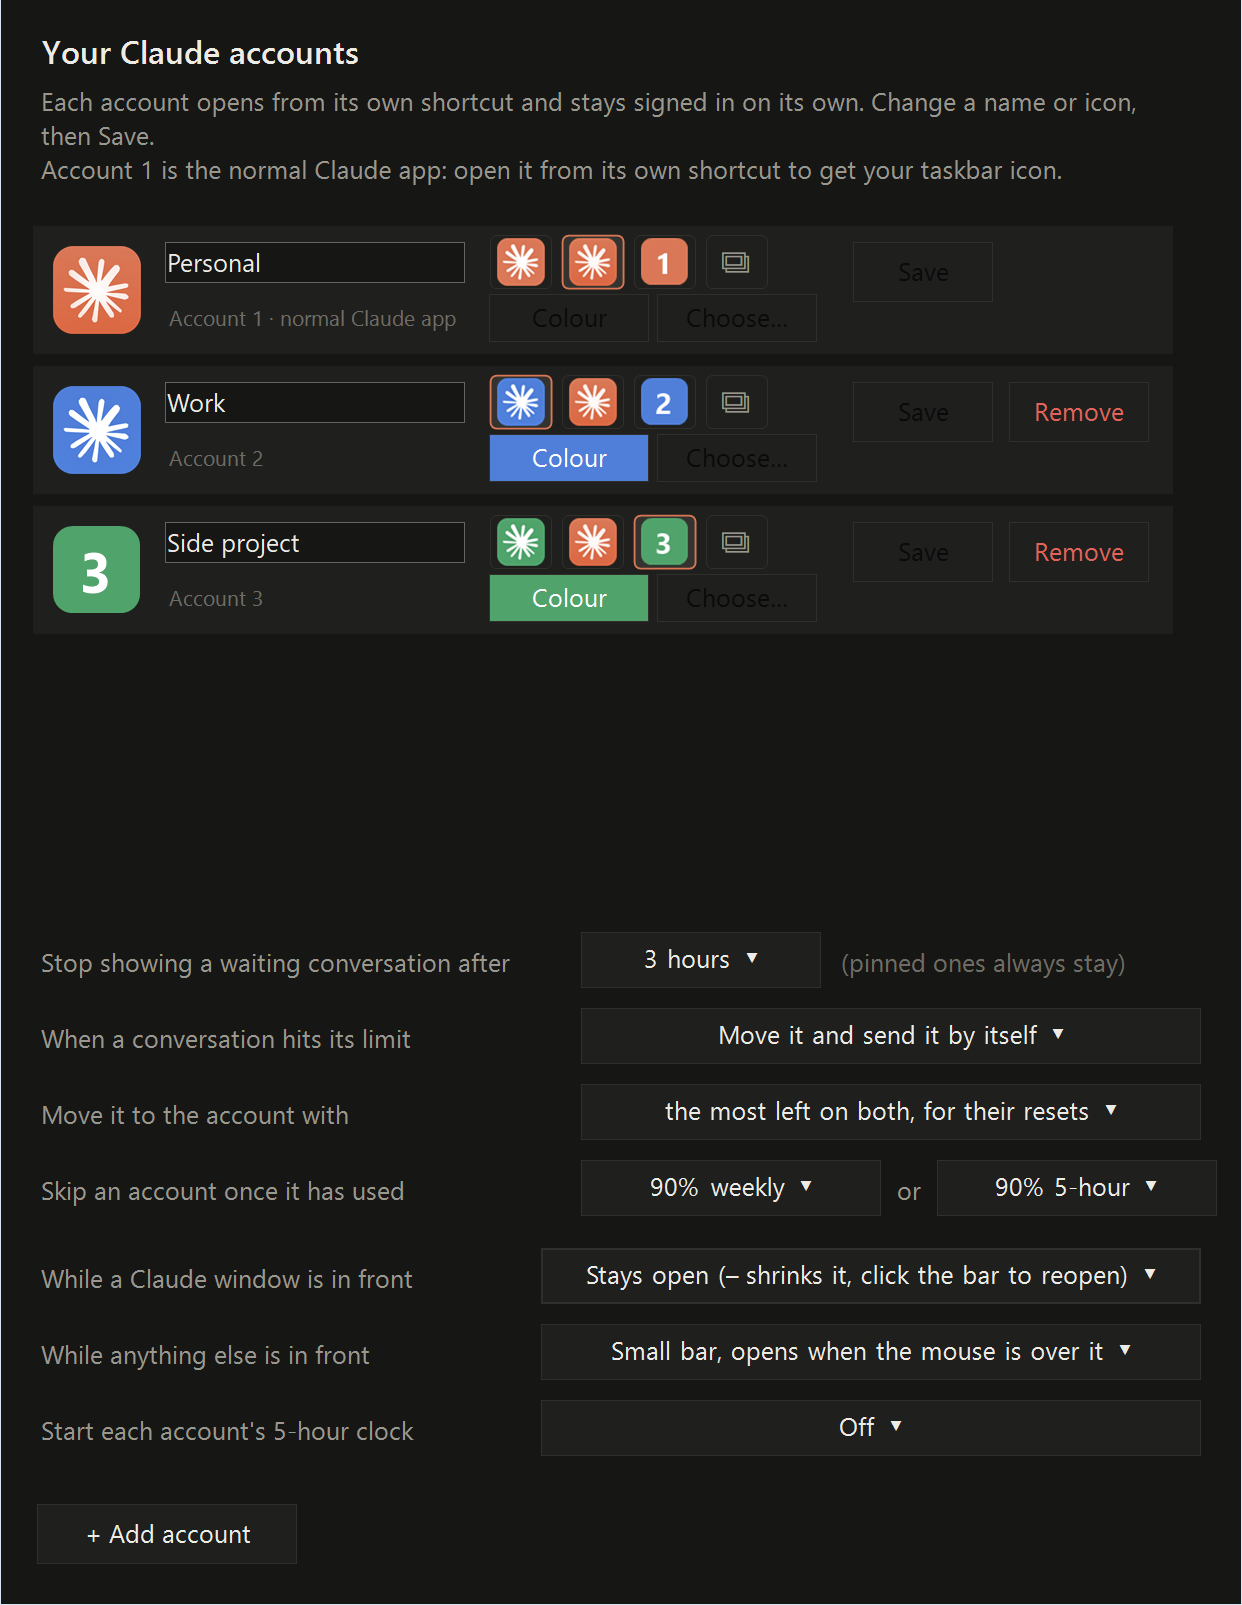 Your Claude accounts
Each account opens from its own shortcut and stays signed in on its own. Change a name or icon,
then Save.
Account 1 is the normal Claude app: open it from its own shortcut to get your taskbar icon.
Personal
1
Save
Account 1 · normal Claude app
Colour
Choose...
Work
2
Save
Remove
Account 2
Colour
Choose...
3
Side project
3
Save
Remove
Account 3
Colour
Choose...
Stop showing a waiting conversation after
3 hours ▼
(pinned ones always stay)
When a conversation hits its limit
Move it and send it by itself ▼
Move it to the account with
the most left on both, for their resets ▼
Skip an account once it has used
90% weekly ▼
or
90% 5-hour ▼
While a Claude window is in front
Stays open (– shrinks it, click the bar to reopen) ▼
While anything else is in front
Small bar, opens when the mouse is over it ▼
Start each account's 5-hour clock
Off ▼
+ Add account